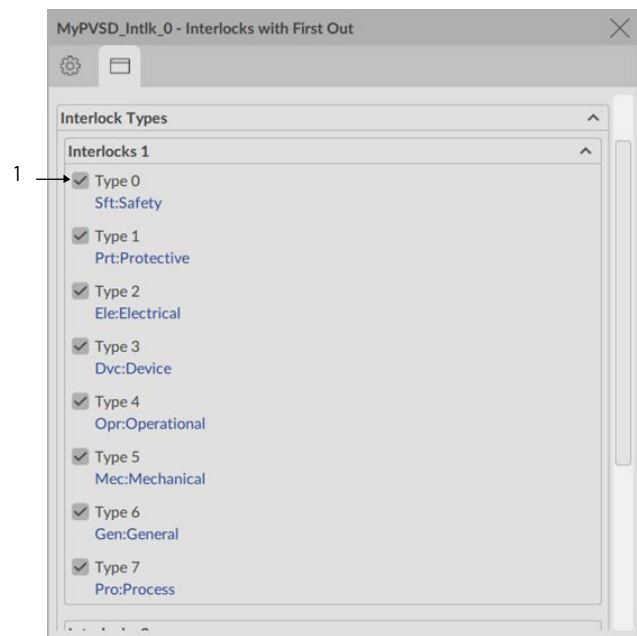 MyPVSD_Intlk_0 - Interlocks with First Out
Interlock Types
Interlocks 1
1
Type 0
Sft:Safety
Type 1
Prt:Protective
Type 2
Ele:Electrical
Type 3
Dvc:Device
Type 4
Opr:Operational
Type 5
Mec:Mechanical
Type 6
Gen:General
Type 7
Pro:Process